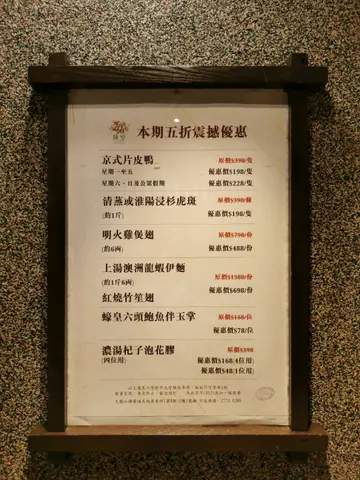 本期五折震撼優惠
京式片皮鴨 原價$398/隻
星期一至五 優惠價$198/隻
星期六、日及公眾假期 優惠價$228/隻
清蒸或淮陽浸杉虎斑 原價$398/條
(約1斤) 優惠價$198/隻
明火雞煲翅 原價$798/份
(約6両) 優惠價$488/份
上湯澳洲龍蝦伊麵 原價$1388/份
(約1斤6両) 優惠價$698/份
紅燒竹笙翅
蠔皇六頭鮑魚伴玉掌 原價$168/位
優惠價$78/位
濃湯杞子泡花膠 原價$398
(四位用) 優惠價$168(4位用)
優惠價$48(1位用)